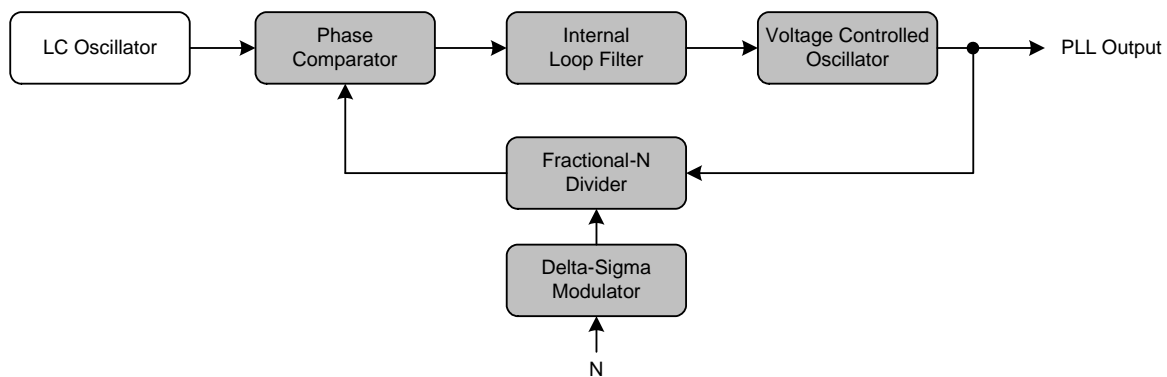 LC Oscillator
Phase
Comparator
Internal
Loop Filter
Voltage Controlled
Oscillator
PLL Output
Fractional-N
Divider
Delta-Sigma
Modulator
N